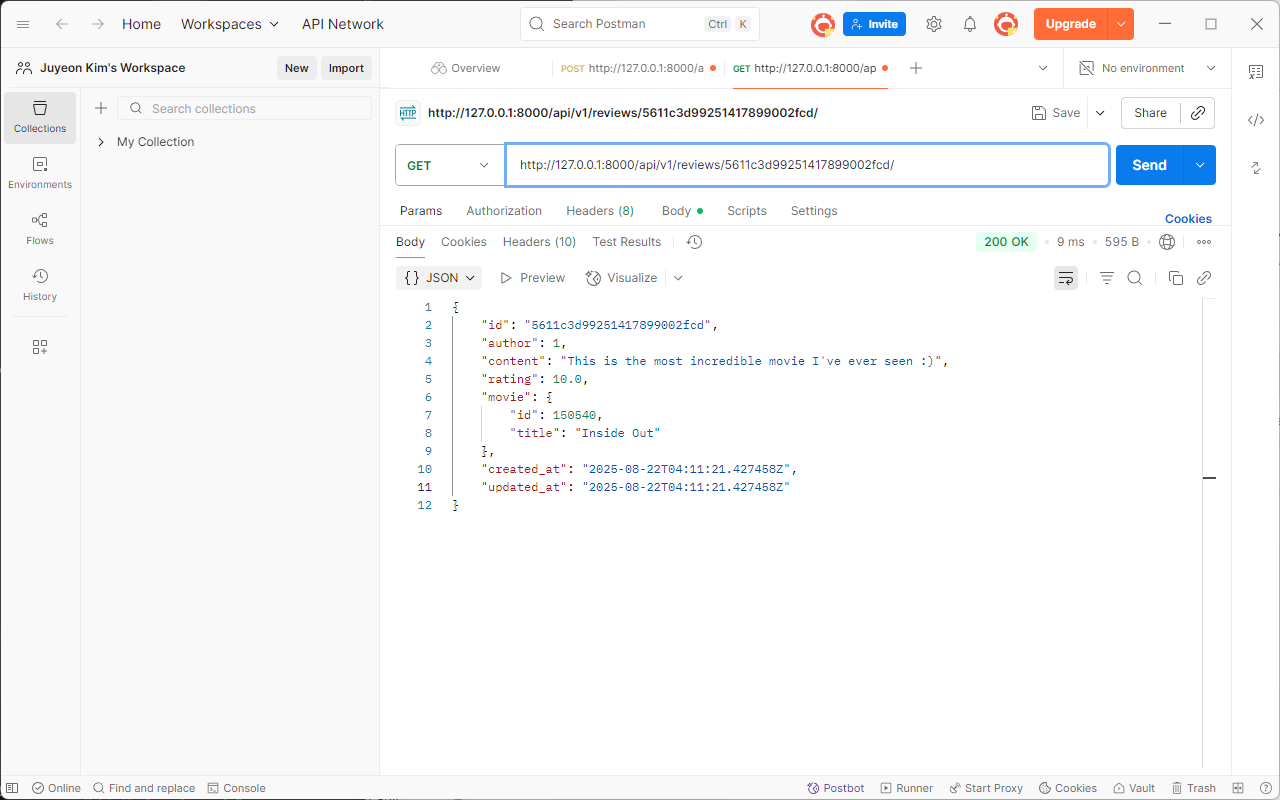 Home Workspaces API Network Search Postman Ctrl K Invite Upgrade
Juyeon Kim's Workspace New Import Overview POST http://127.0.0.1:8000/a GET http://127.0.0.1:8000/ap No environment
Collections
Environments
Flows
History
Search collections
My Collection
HTTP http://127.0.0.1:8000/api/v1/reviews/5611c3d99251417899002fcd/ Save Share
GET http://127.0.0.1:8000/api/v1/reviews/5611c3d99251417899002fcd/ Send
Params Authorization Headers (8) Body Scripts Settings Cookies
Body Cookies Headers (10) Test Results 200 OK 9 ms 595 B
{} JSON Preview Visualize
1 {
2 "id": "5611c3d99251417899002fcd",
3 "author": 1,
4 "content": "This is the most incredible movie I've ever seen :)",
5 "rating": 10.0,
6 "movie": {
7 "id": 150540,
8 "title": "Inside Out"
9 },
10 "created_at": "2025-08-22T04:11:21.427458Z",
11 "updated_at": "2025-08-22T04:11:21.427458Z"
12 }
Online Find and replace Console Postbot Runner Start Proxy Cookies Vault Trash